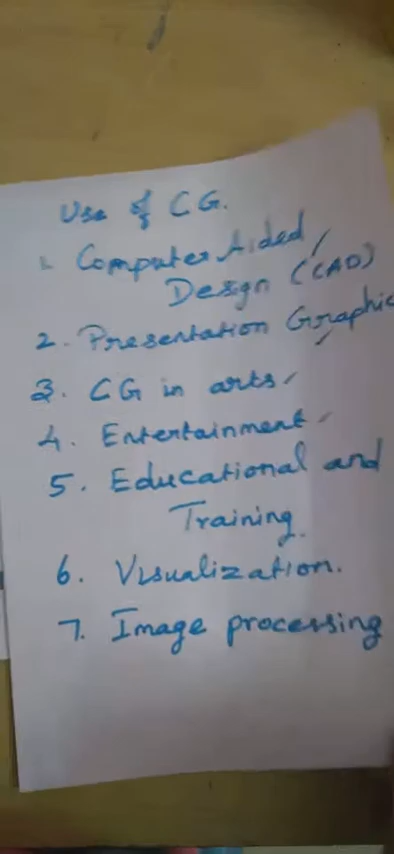 Use of CG.
1. Computer Aided
Design (CAD)
2. Presentation Graphic
3. CG in arts
4. Entertainment
5. Educational and
Training.
6. Visualization.
7. Image processing